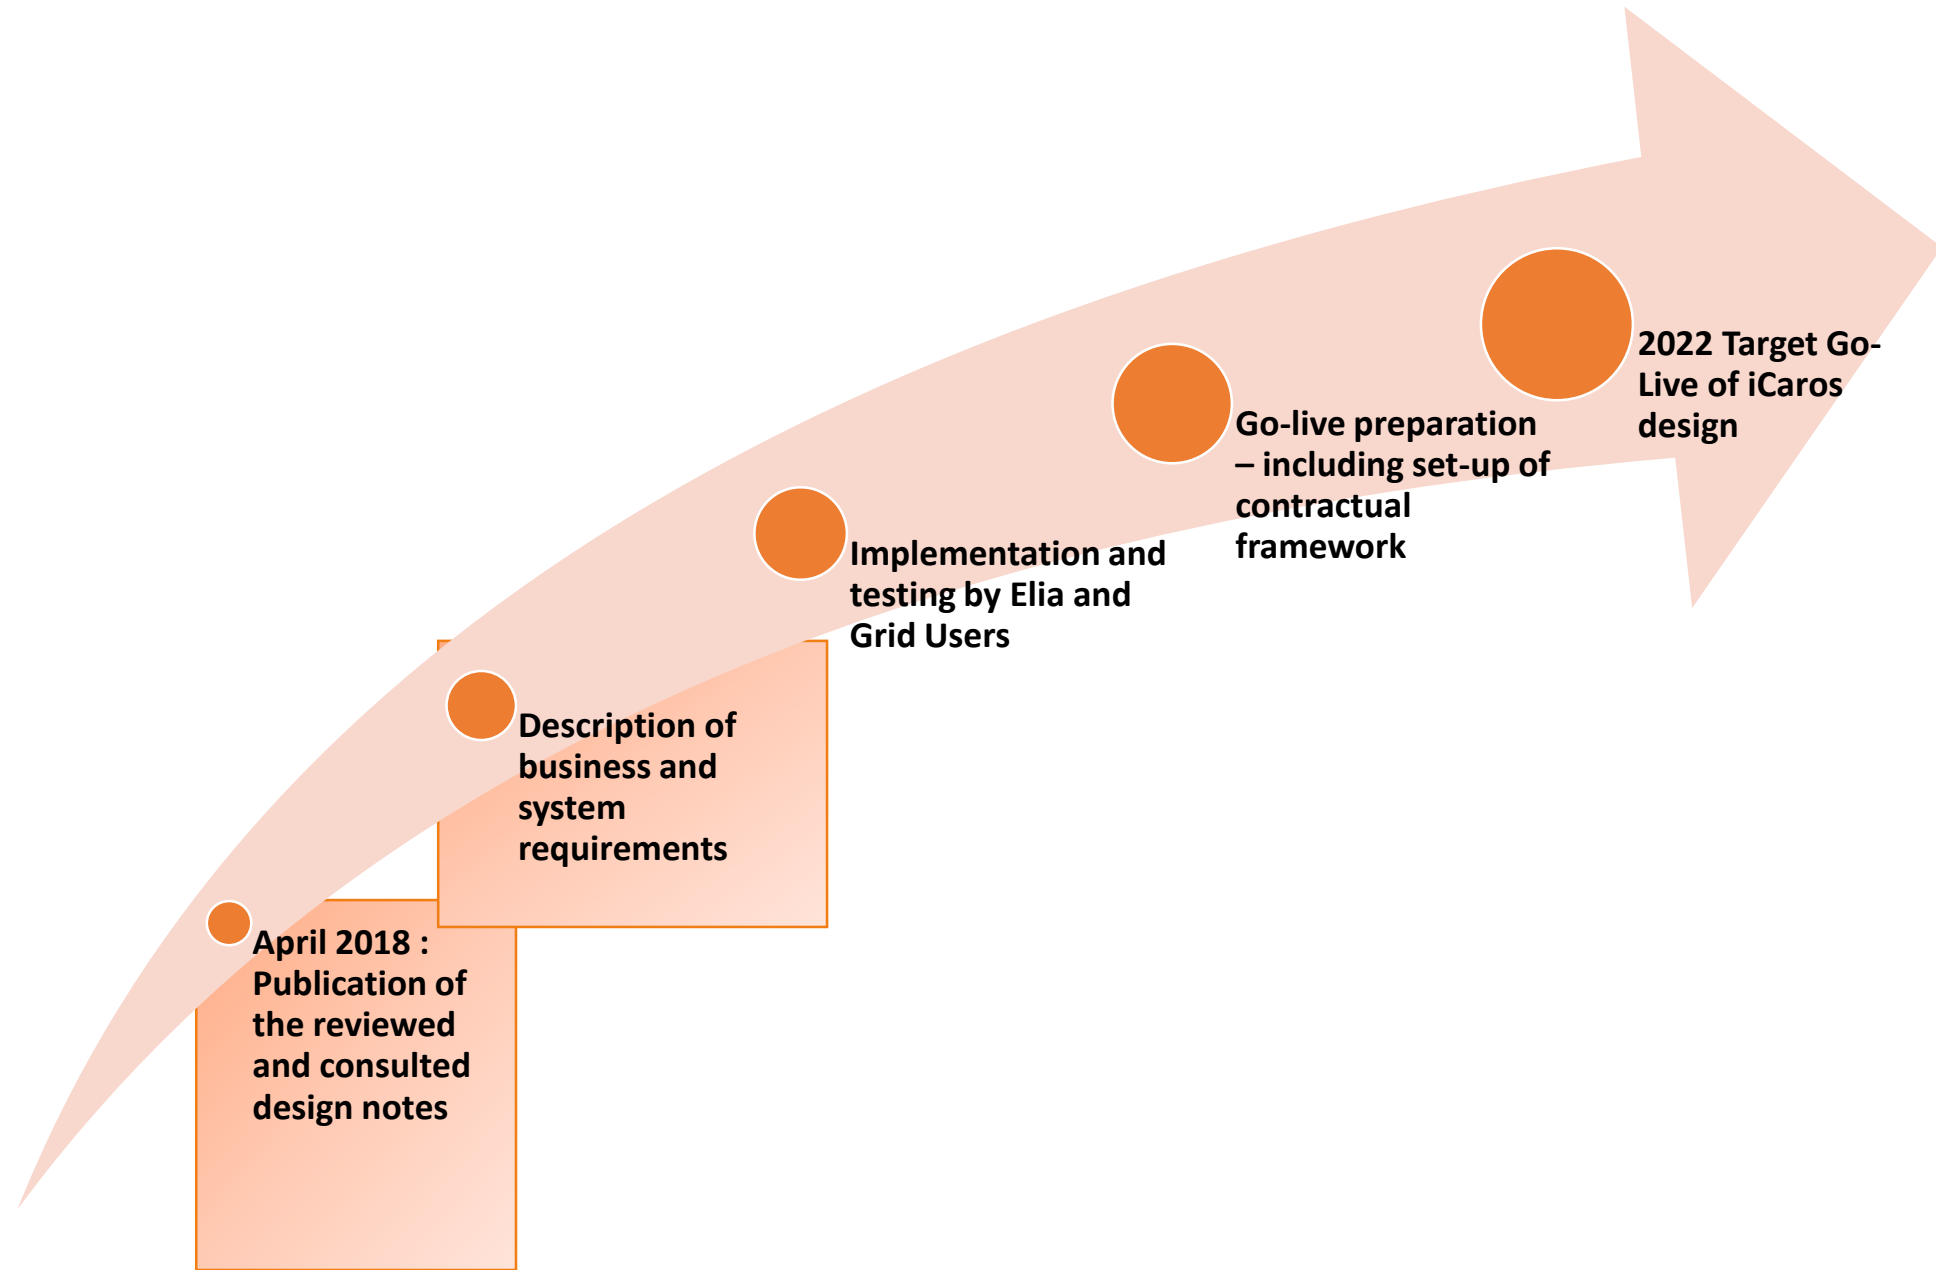 April 2018 :
Publication of
the reviewed
and consulted
design notes
Description of
business and
system
requirements
Implementation and
testing by Elia and
Grid Users
Go-live preparation
– including set-up of
contractual
framework
2022 Target Go-
Live of iCaros
design